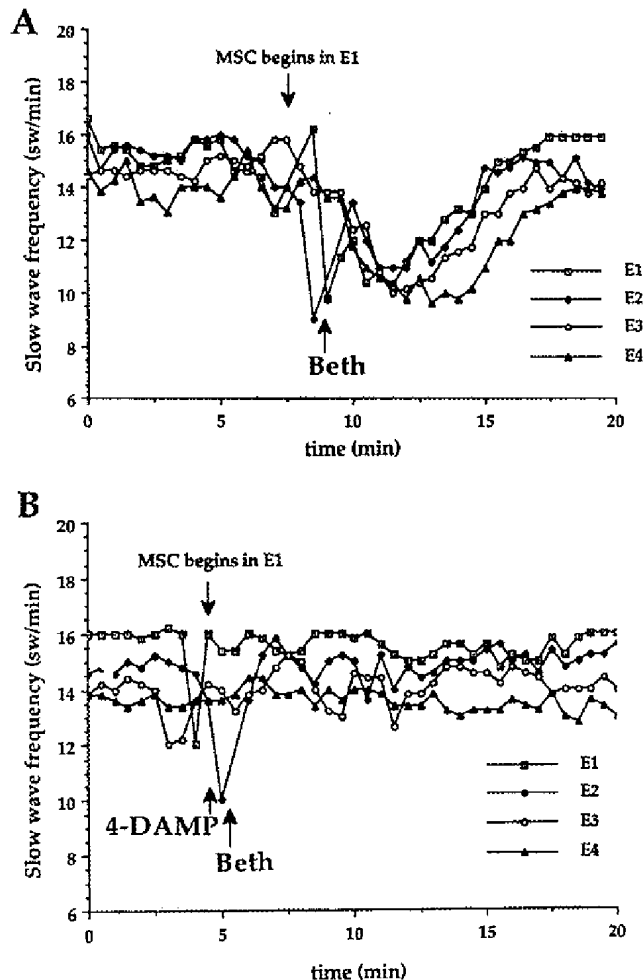 A
MSC begins in E1
Slow wave frequency (sw/min)
20
18
16
14
12
10
8
6
Beth
E1
E2
E3
E4
0
5
10
15
20
time (min)
B
MSC begins in E1
Slow wave frequency (sw/min)
20
18
16
14
12
10
8
6
4-DAMP
Beth
E1
E2
E3
E4
0
5
10
15
20
time (min)